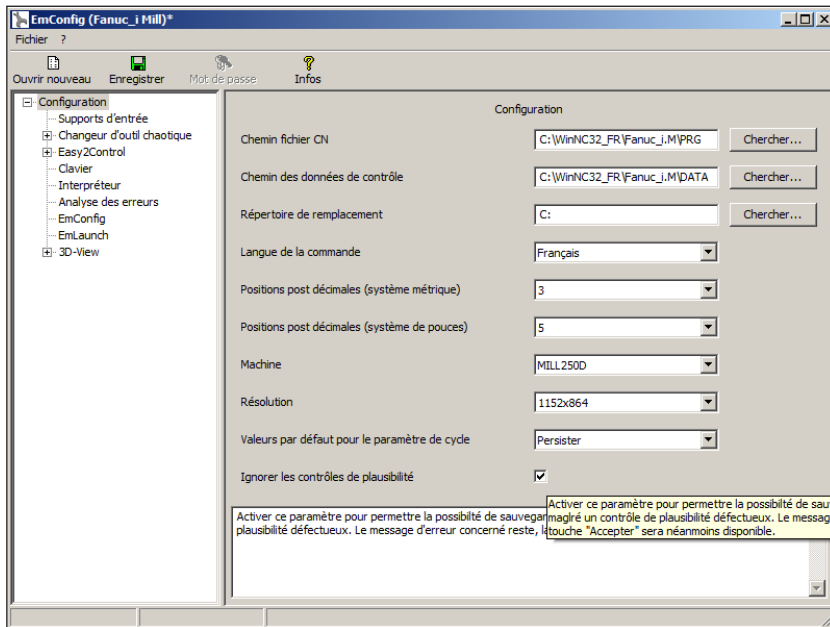 EmConfig (Fanuc_i Mill)*
Fichier ?
Ouvrir nouveau Enregistrer Mot de passe Infos
Configuration
Supports d'entrée
Changeur d'outil chaotique
Easy2Control
Clavier
Interpréteur
Analyse des erreurs
EmConfig
EmLaunch
3D-View
Configuration
Chemin fichier CN C:\WinNC32_FR\Fanuc_i.M\PRG Chercher...
Chemin des données de contrôle C:\WinNC32_FR\Fanuc_i.M\DATA Chercher...
Répertoire de remplacement C: Chercher...
Langue de la commande Français
Positions post décimales (système métrique) 3
Positions post décimales (système de pouces) 5
Machine MILL250D
Résolution 1152x864
Valeurs par défaut pour le paramètre de cycle Persister
Ignorer les contrôles de plausibilité
Activer ce paramètre pour permettre la possibilté de sauvegar
plausibilité défectueux. Le message d'erreur concerné reste, l
Activer ce paramètre pour permettre la possibilté de sau
maglré un contrôle de plausibilité défectueux. Le messag
touche "Accepter" sera néanmoins disponible.